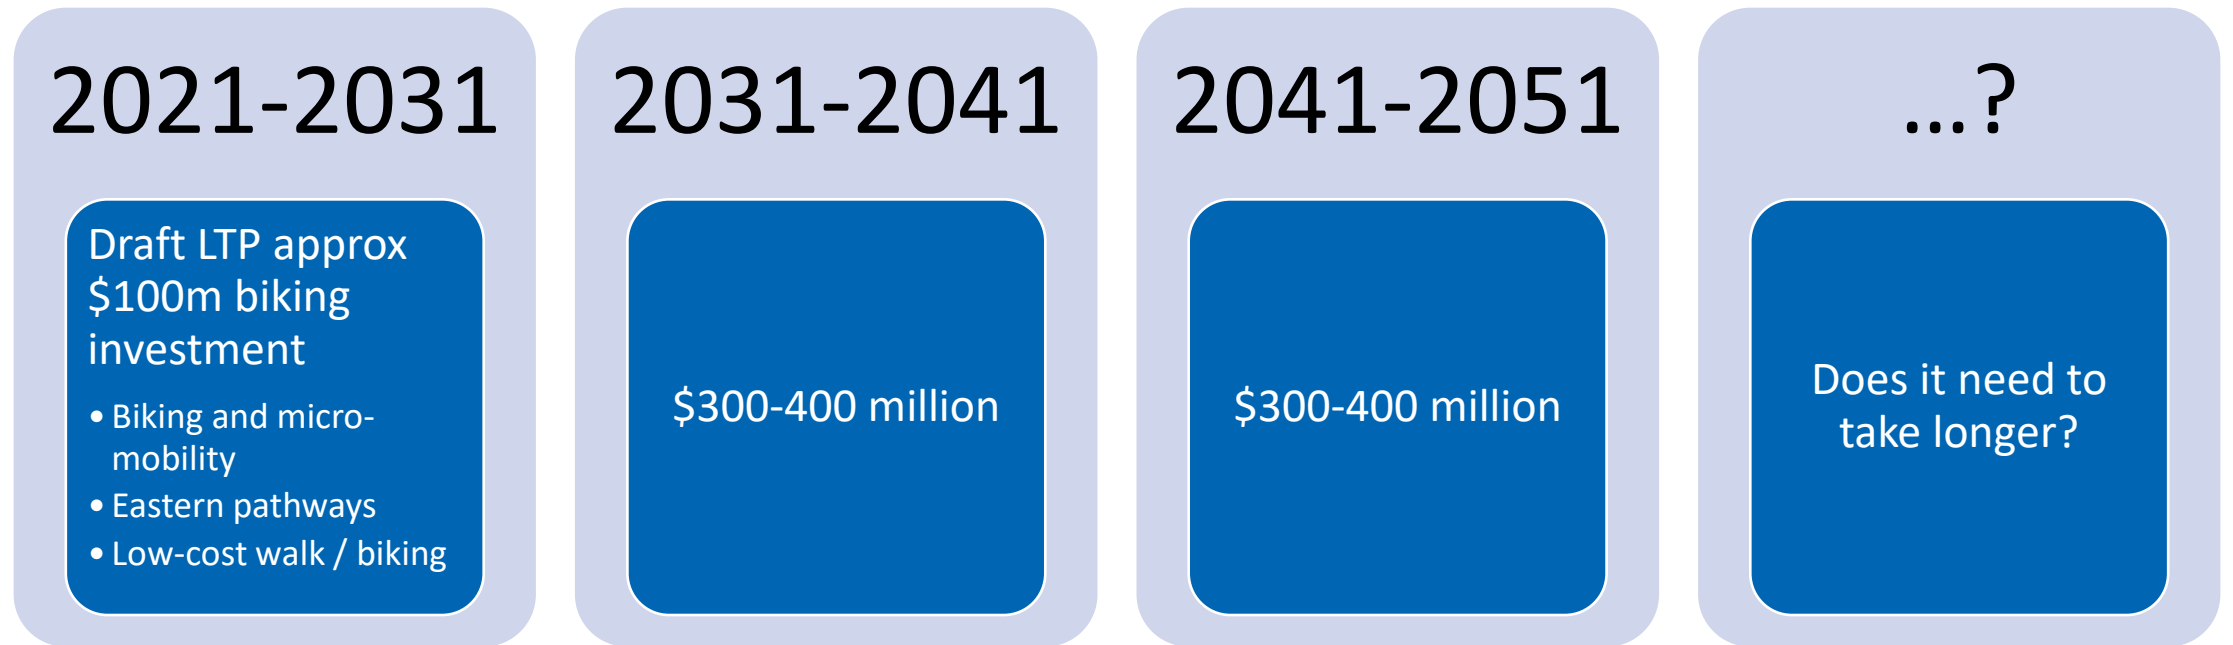 2021-2031
Draft LTP approx
$100m biking
investment
• Biking and micro-
mobility
• Eastern pathways
• Low-cost walk / biking
2031-2041
$300-400 million
2041-2051
$300-400 million
...?
Does it need to
take longer?